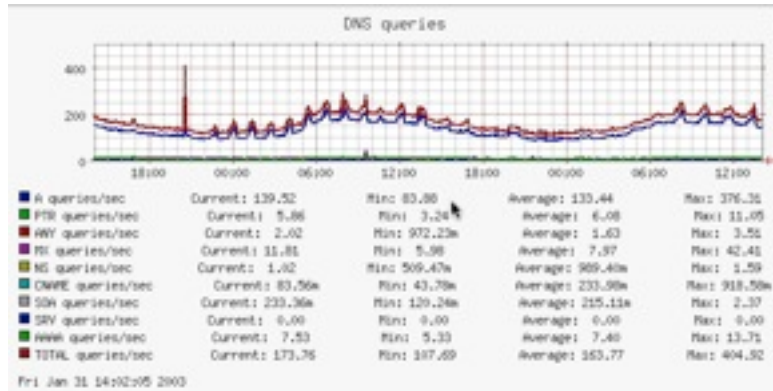 DNS queries
400
200
0
18:00 00:00 06:00 12:00 18:00 00:00 06:00 12:00
A queries/sec Current: 139.52 Min: 83.88 Average: 133.44 Max: 376.31
PTR queries/sec Current: 5.86 Min: 3.24 Average: 6.08 Max: 11.05
ANY queries/sec Current: 2.02 Min: 972.23m Average: 1.63 Max: 3.51
MX queries/sec Current: 11.81 Min: 5.98 Average: 7.97 Max: 42.41
NS queries/sec Current: 1.02 Min: 509.47m Average: 989.40m Max: 1.59
CNAME queries/sec Current: 83.56m Min: 43.78m Average: 233.98m Max: 918.58m
SOA queries/sec Current: 233.36m Min: 120.24m Average: 215.11m Max: 2.37
SRV queries/sec Current: 0.00 Min: 0.00 Average: 0.00 Max: 0.00
AAAA queries/sec Current: 7.53 Min: 5.33 Average: 7.40 Max: 13.71
TOTAL queries/sec Current: 173.76 Min: 107.69 Average: 163.77 Max: 404.92
Fri Jan 31 14:02:05 2003